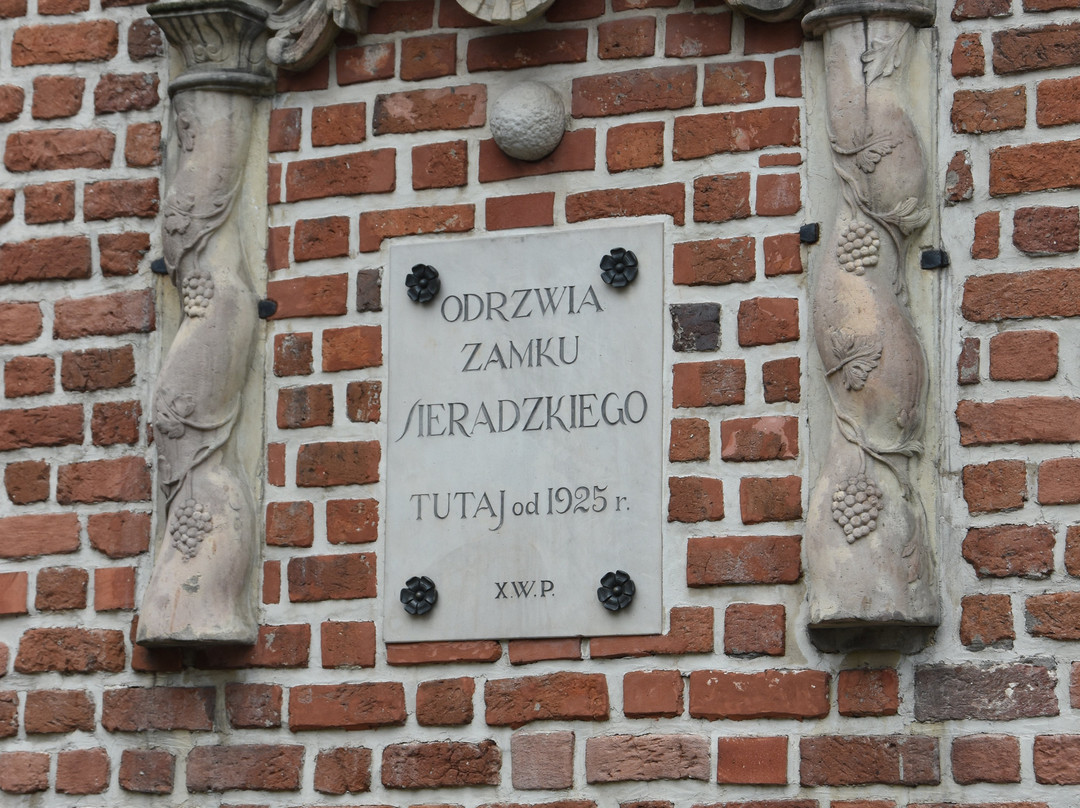 ODRZWIA
ZAMKU
SIERADZKIEGO
TUTAJ od 1925 r.
X.W.P.